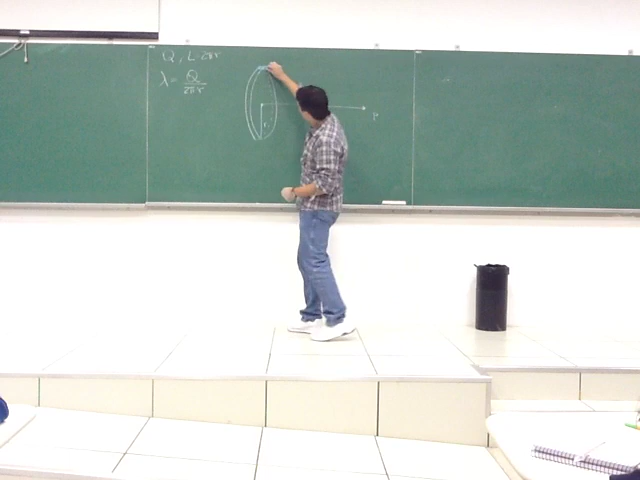 Q, L = 2πr
λ = Q / 2πr
r
P